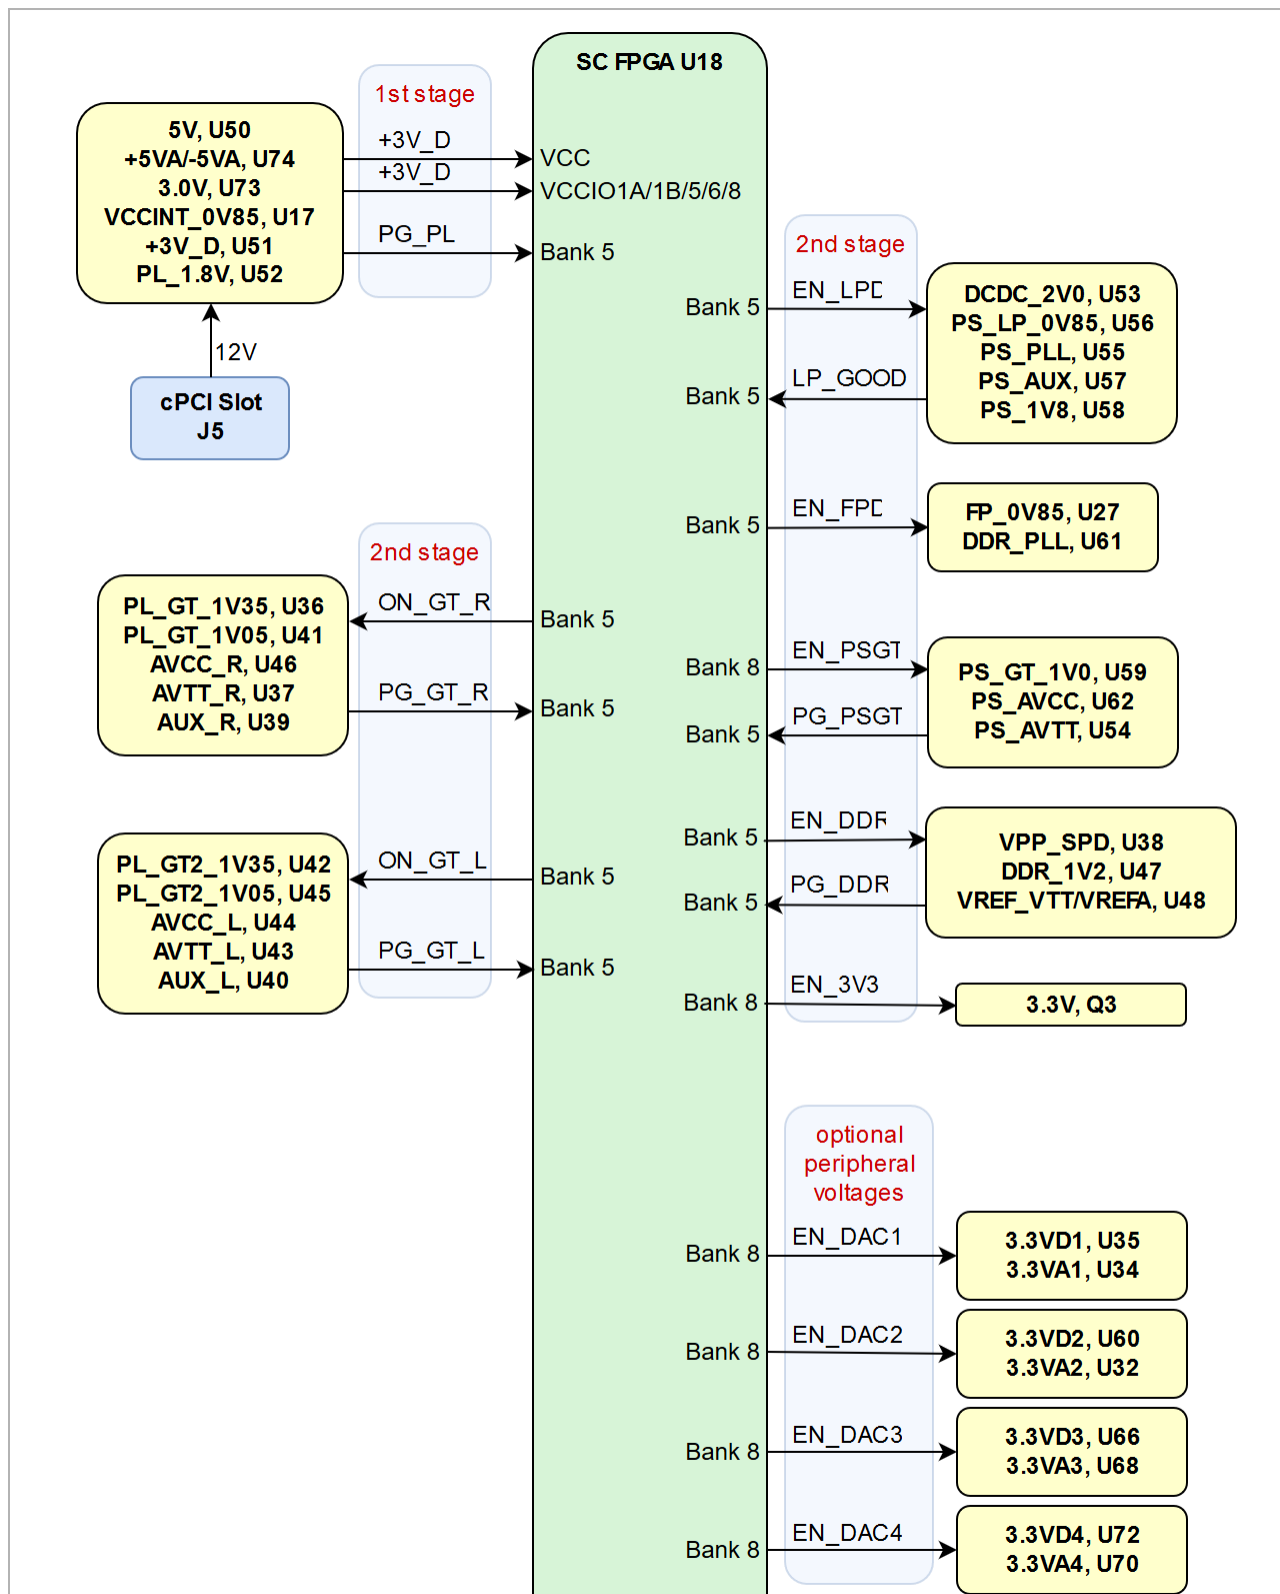 SC FPGA U18
1st stage
5V, U50
+5VA/-5VA, U74
3.0V, U73
VCCINT_0V85, U17
+3V_D, U51
PL_1.8V, U52
+3V_D
VCC
+3V_D
VCCIO1A/1B/5/6/8
PG_PL
Bank 5
12V
cPCI Slot
J5
2nd stage
Bank 5
EN_LPD
DCDC_2V0, U53
PS_LP_0V85, U56
PS_PLL, U55
PS_AUX, U57
PS_1V8, U58
Bank 5
LP_GOOD
Bank 5
EN_FPD
FP_0V85, U27
DDR_PLL, U61
2nd stage
PL_GT_1V35, U36
PL_GT_1V05, U41
AVCC_R, U46
AVTT_R, U37
AUX_R, U39
ON_GT_R
Bank 5
PG_GT_R
Bank 5
Bank 8
EN_PSGT
PS_GT_1V0, U59
PS_AVCC, U62
PS_AVTT, U54
Bank 5
PG_PSGT
PL_GT2_1V35, U42
PL_GT2_1V05, U45
AVCC_L, U44
AVTT_L, U43
AUX_L, U40
ON_GT_L
Bank 5
PG_GT_L
Bank 5
Bank 5
EN_DDR
VPP_SPD, U38
DDR_1V2, U47
VREF_VTT/VREFA, U48
Bank 5
PG_DDR
Bank 8
EN_3V3
3.3V, Q3
optional
peripheral
voltages
Bank 8
EN_DAC1
3.3VD1, U35
3.3VA1, U34
Bank 8
EN_DAC2
3.3VD2, U60
3.3VA2, U32
Bank 8
EN_DAC3
3.3VD3, U66
3.3VA3, U68
Bank 8
EN_DAC4
3.3VD4, U72
3.3VA4, U70